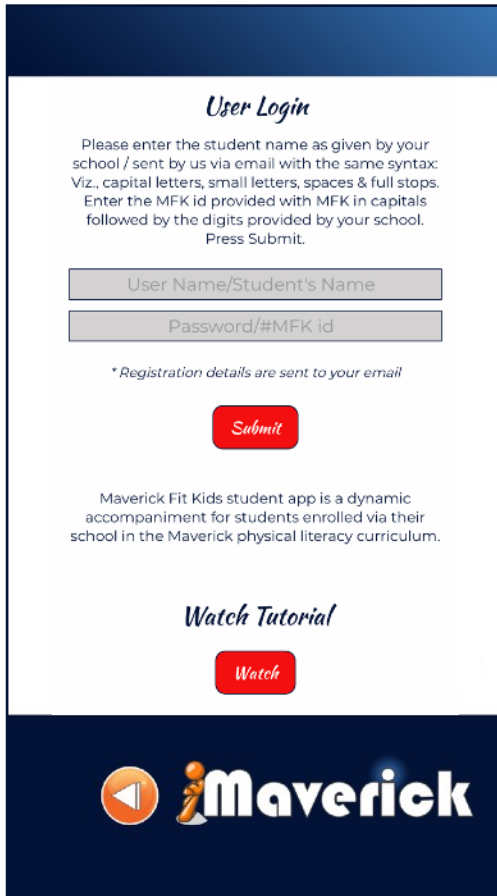 User Login
Please enter the student name as given by your
school / sent by us via email with the same syntax:
Viz., capital letters, small letters, spaces & full stops.
Enter the MFK id provided with MFK in capitals
followed by the digits provided by your school.
Press Submit.
User Name/Student's Name
Password/#MFK id
* Registration details are sent to your email
Submit
Maverick Fit Kids student app is a dynamic
accompaniment for students enrolled via their
school in the Maverick physical literacy curriculum.
Watch Tutorial
Watch
iMaverick